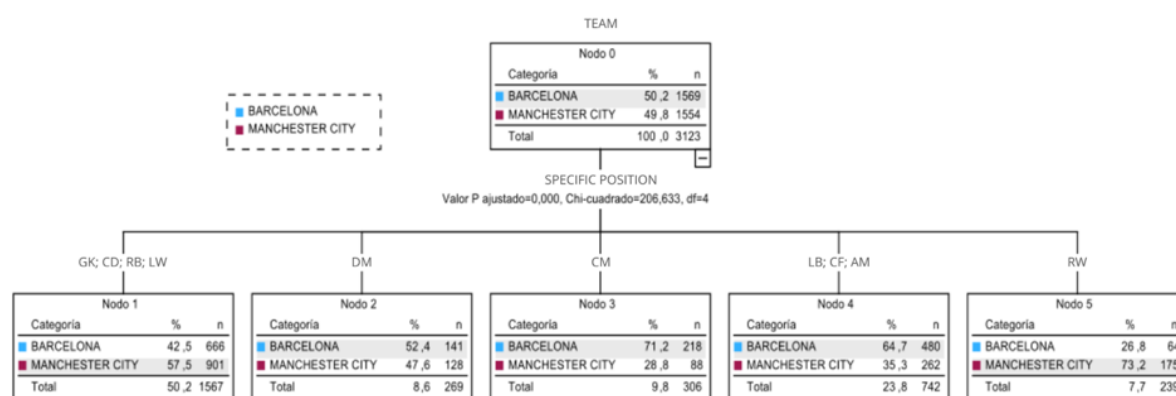 TEAM
Nodo 0
Categoría % n
BARCELONA 50 ,2 1569
MANCHESTER CITY 49 ,8 1554
Total 100 ,0 3123
BARCELONA
MANCHESTER CITY
SPECIFIC POSITION
Valor P ajustado=0,000, Chi-cuadrado=206,633, df=4
GK; CD; RB; LW
DM
CM
LB; CF; AM
RW
Nodo 1
Categoría % n
BARCELONA 42 ,5 666
MANCHESTER CITY 57 ,5 901
Total 50 ,2 1567
Nodo 2
Categoría % n
BARCELONA 52 ,4 141
MANCHESTER CITY 47 ,6 128
Total 8 ,6 269
Nodo 3
Categoría % n
BARCELONA 71 ,2 218
MANCHESTER CITY 28 ,8 88
Total 9 ,8 306
Nodo 4
Categoría % n
BARCELONA 64 ,7 480
MANCHESTER CITY 35 ,3 262
Total 23 ,8 742
Nodo 5
Categoría % n
BARCELONA 26 ,8 64
MANCHESTER CITY 73 ,2 175
Total 7 ,7 239